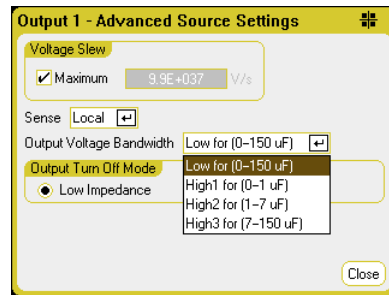 Output 1 - Advanced Source Settings
Voltage Slew
Maximum 9.9E+037 V/s
Sense Local
Output Voltage Bandwidth Low for (0-150 uF)
Output Turn Off Mode
Low Impedance
Low for (0-150 uF)
High1 for (0-1 uF)
High2 for (1-7 uF)
High3 for (7-150 uF)
Close